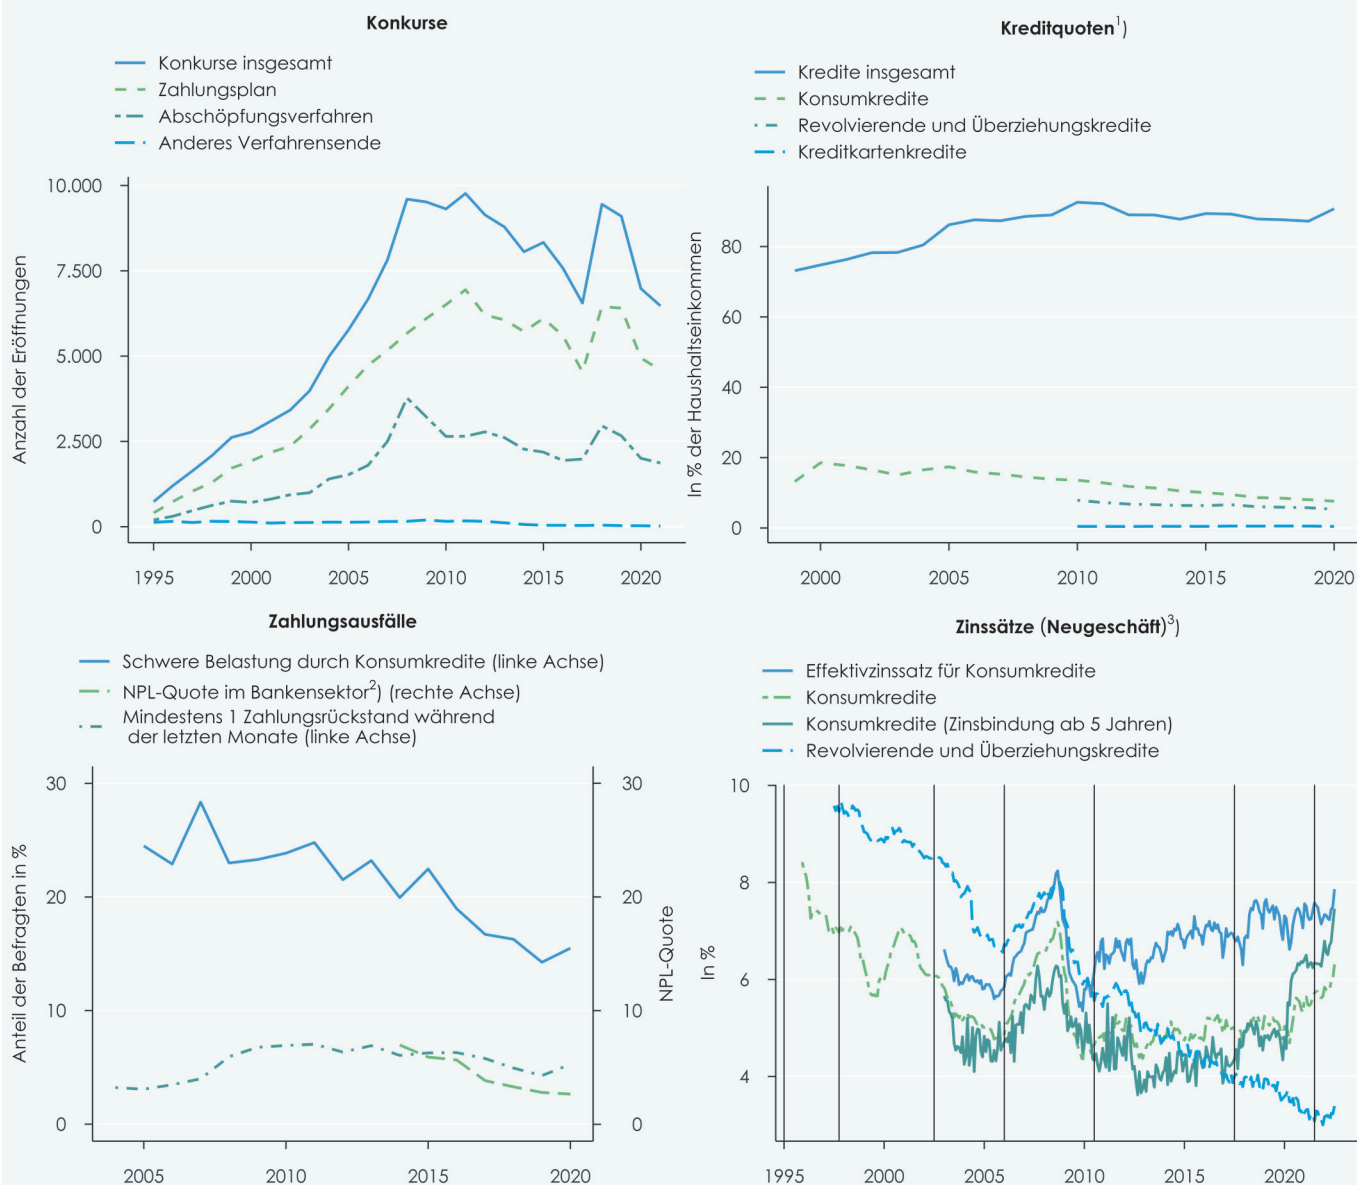 Konkurse
Konkurse insgesamt
Zahlungsplan
Abschöpfungsverfahren
Anderes Verfahrensende
Anzahl der Eröffnungen
10.000
7.500
5.000
2.500
0
1995 2000 2005 2010 2015 2020
Kreditquoten¹)
Kredite insgesamt
Konsumkredite
Revolvierende und Überziehungskredite
Kreditkartenkredite
In % der Haushaltseinkommen
80
60
40
20
0
2000 2005 2010 2015 2020
Zahlungsausfälle
Schwere Belastung durch Konsumkredite (linke Achse)
NPL-Quote im Bankensektor²) (rechte Achse)
Mindestens 1 Zahlungsrückstand während
der letzten Monate (linke Achse)
Anteil der Befragten in %
30 30
20 20
10 10
0 0
NPL-Quote
2005 2010 2015 2020
Zinssätze (Neugeschäft)³)
Effektivzinssatz für Konsumkredite
Konsumkredite
Konsumkredite (Zinsbindung ab 5 Jahren)
Revolvierende und Überziehungskredite
In %
10
8
6
4
1995 2000 2005 2010 2015 2020